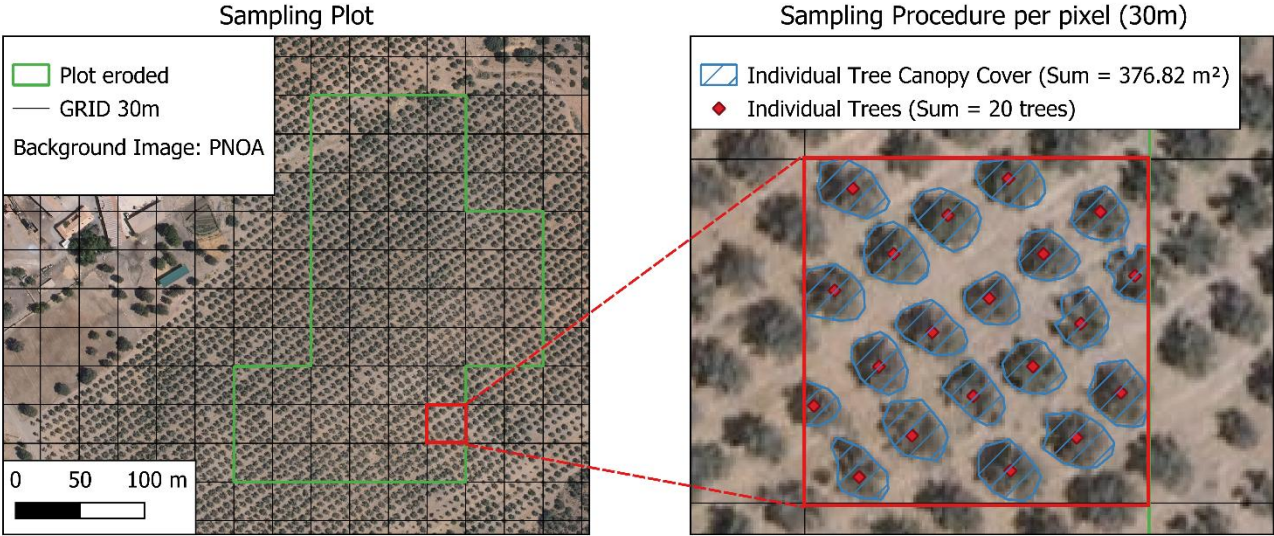 Sampling Plot
Plot eroded
GRID 30m
Background Image: PNOA
0 50 100 m
Sampling Procedure per pixel (30m)
Individual Tree Canopy Cover (Sum = 376.82 m²)
Individual Trees (Sum = 20 trees)